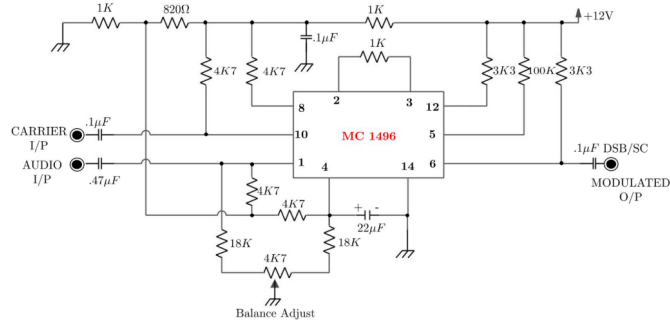 1K
820Ω
1K
+12V
.1μF
1K
4K7
4K7
3K3
100K
3K3
2
3
8
12
CARRIER
I/P
.1μF
10
MC 1496
5
AUDIO
I/P
.47μF
1
4
14
6
.1μF
DSB/SC
MODULATED
O/P
4K7
4K7
+ -
22μF
18K
18K
4K7
Balance Adjust